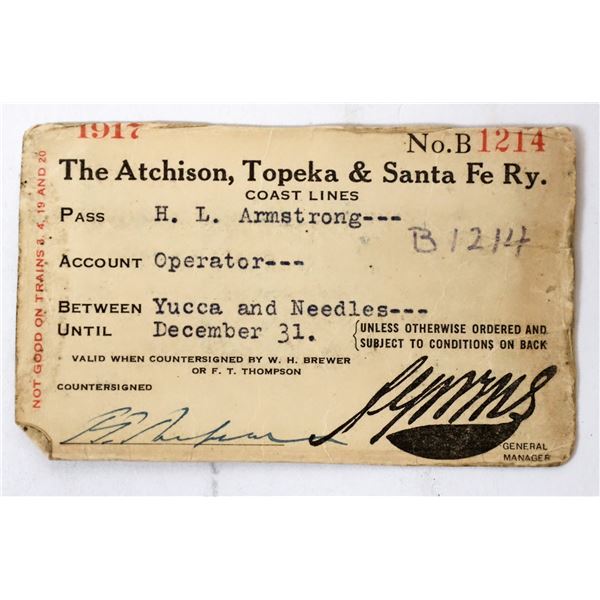 1917 No. B 1214
The Atchison, Topeka & Santa Fe Ry.
COAST LINES
PASS H. L. Armstrong---
B1214
ACCOUNT Operator---
BETWEEN Yucca and Needles---
UNTIL December 31.
{UNLESS OTHERWISE ORDERED AND
SUBJECT TO CONDITIONS ON BACK
VALID WHEN COUNTERSIGNED BY W. H. BREWER
OR F. T. THOMPSON
COUNTERSIGNED
GENERAL
MANAGER
NOT GOOD ON TRAINS 3, 4, 19 AND 20